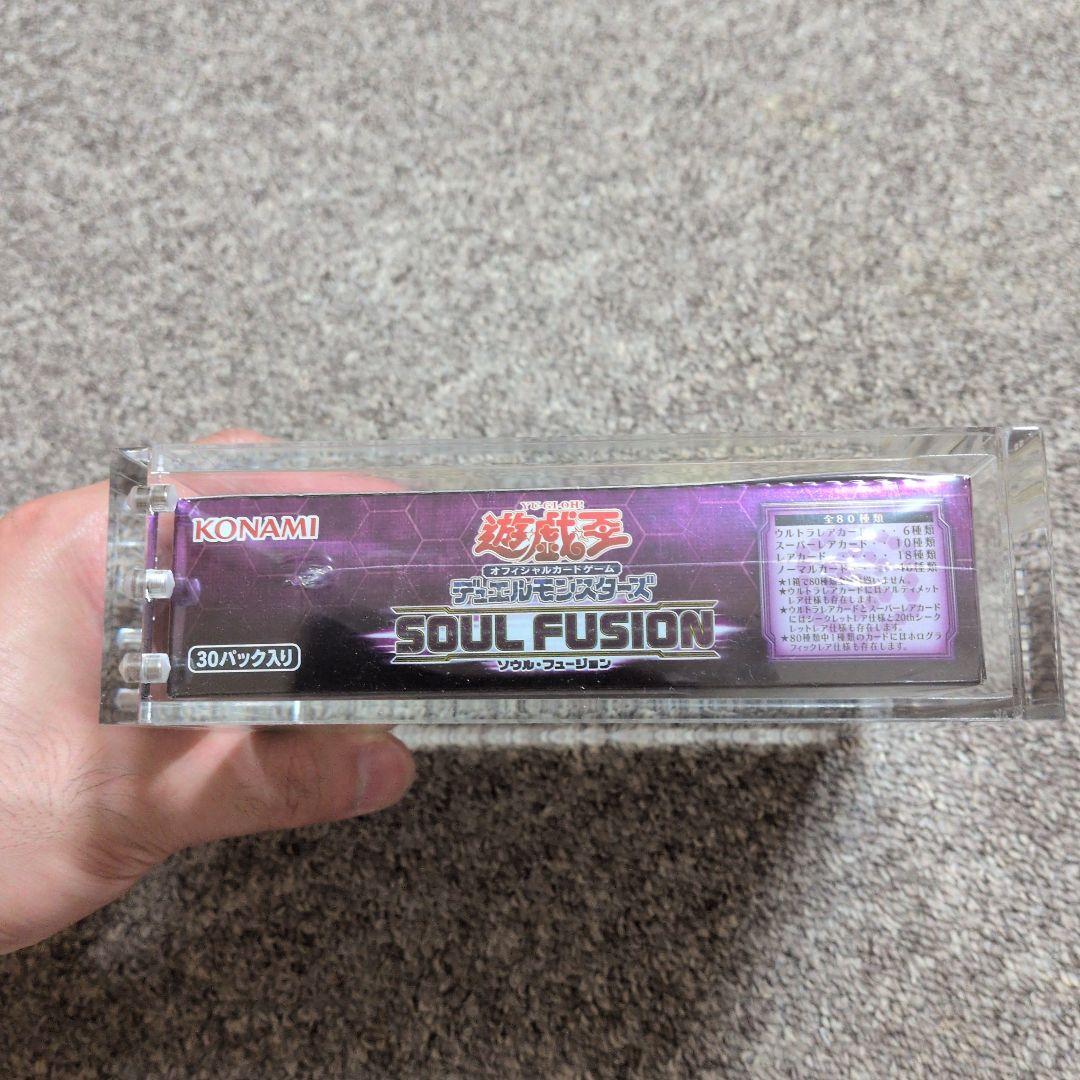 KONAMI
YU-GI-OH!
遊戯王
オフィシャルカードゲーム
デュエルモンスターズ
SOUL FUSION
ソウル・フュージョン
30パック入り
全80種類
ウルトラレアカード・・・6種類
スーパーレアカード・・・10種類
レアカード・・・・・・18種類
ノーマルカード・・・種類
★1箱で80種類いません。
★ウルトラレアカードにはアルティメット
レア仕様も存在します。
★ウルトラレアカードとスーパーレアカード
にはシークレットレア仕様と20thシーク
レットレア仕様も存在します。
★80種類中1種類のカードにはホログラ
フィックレア仕様も存在します。